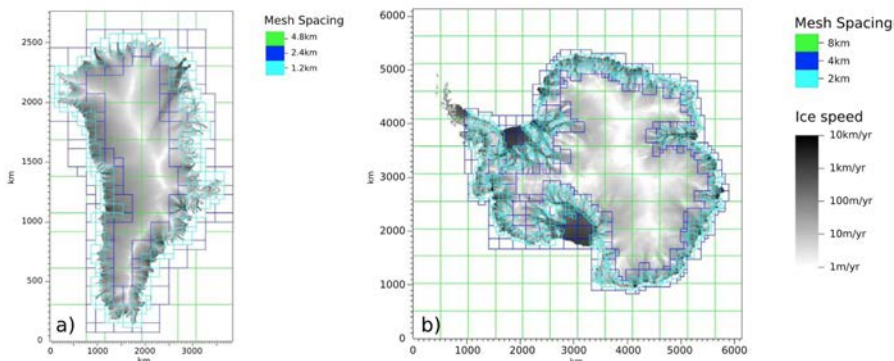 Mesh Spacing
4.8km
2.4km
1.2km
2500
2000
1500
1000
500
0
km
0
1000
2000
3000
km
a)
Mesh Spacing
8km
4km
2km
Ice speed
10km/yr
1km/yr
100m/yr
10m/yr
1m/yr
6000
5000
4000
3000
2000
1000
0
km
0
1000
2000
3000
4000
5000
6000
km
b)